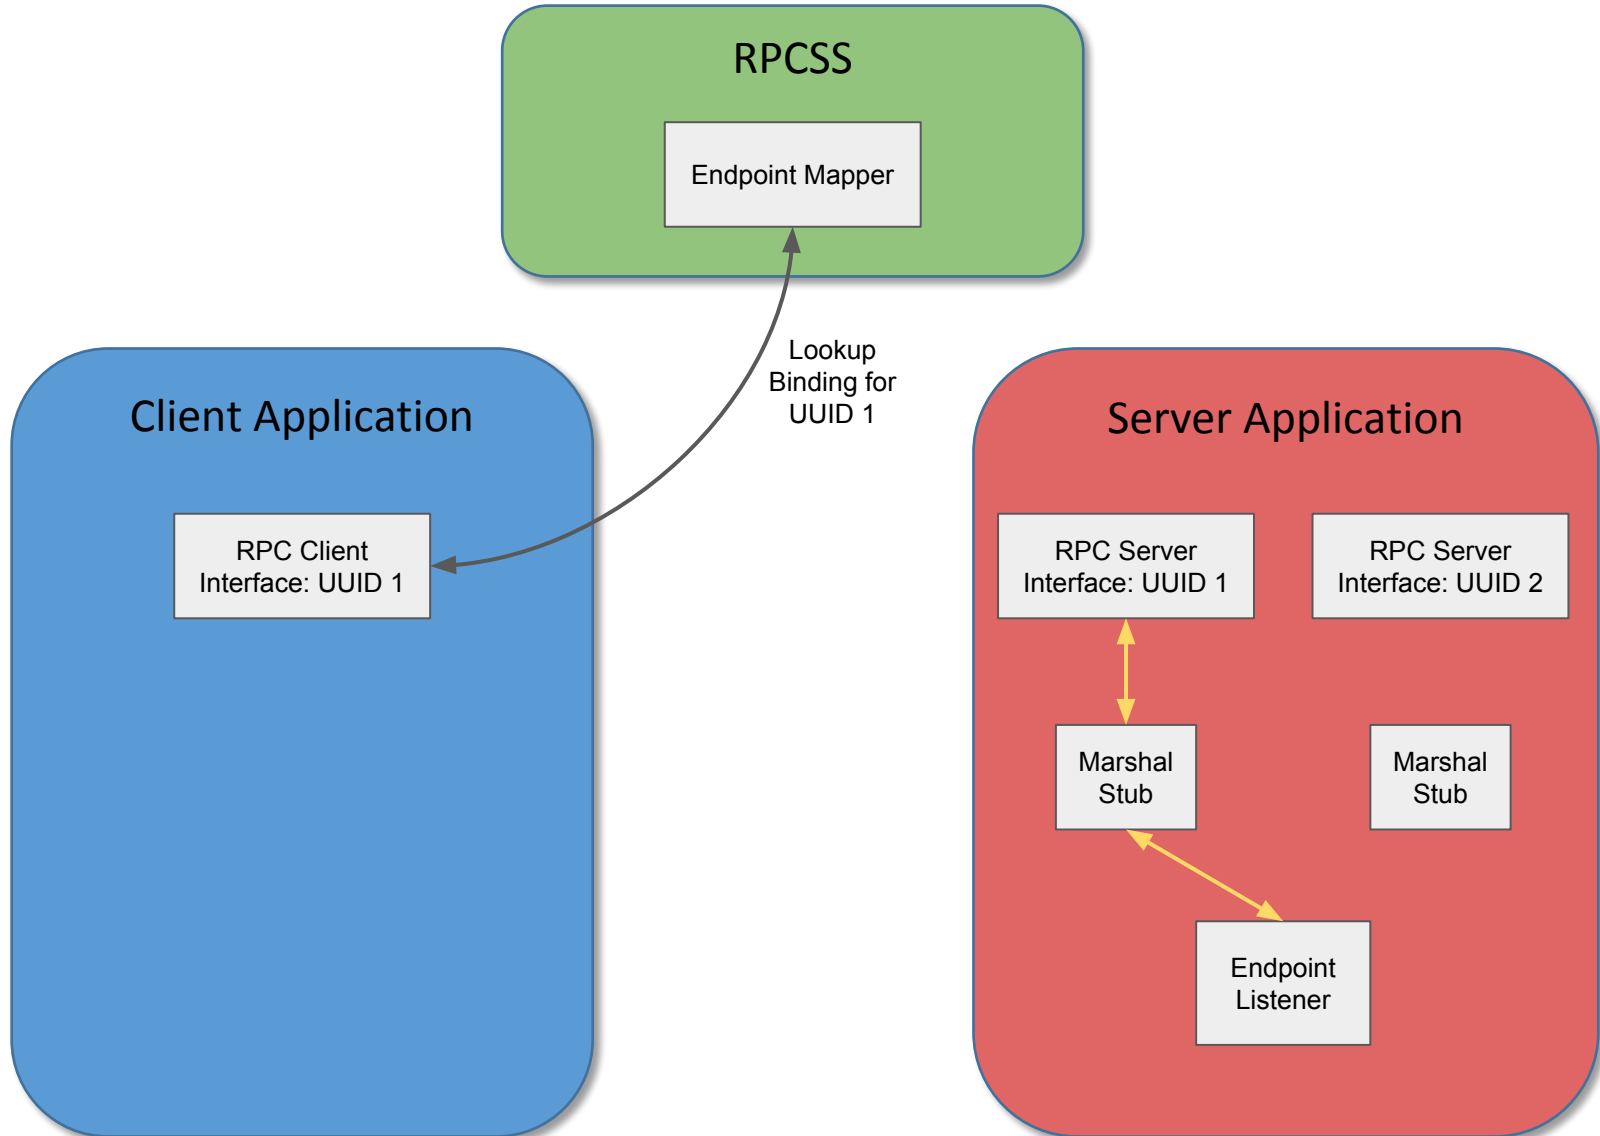 RPCSS
Endpoint Mapper
Lookup
Binding for
UUID 1
Client Application
RPC Client
Interface: UUID 1
Server Application
RPC Server
Interface: UUID 1
RPC Server
Interface: UUID 2
Marshal
Stub
Marshal
Stub
Endpoint
Listener